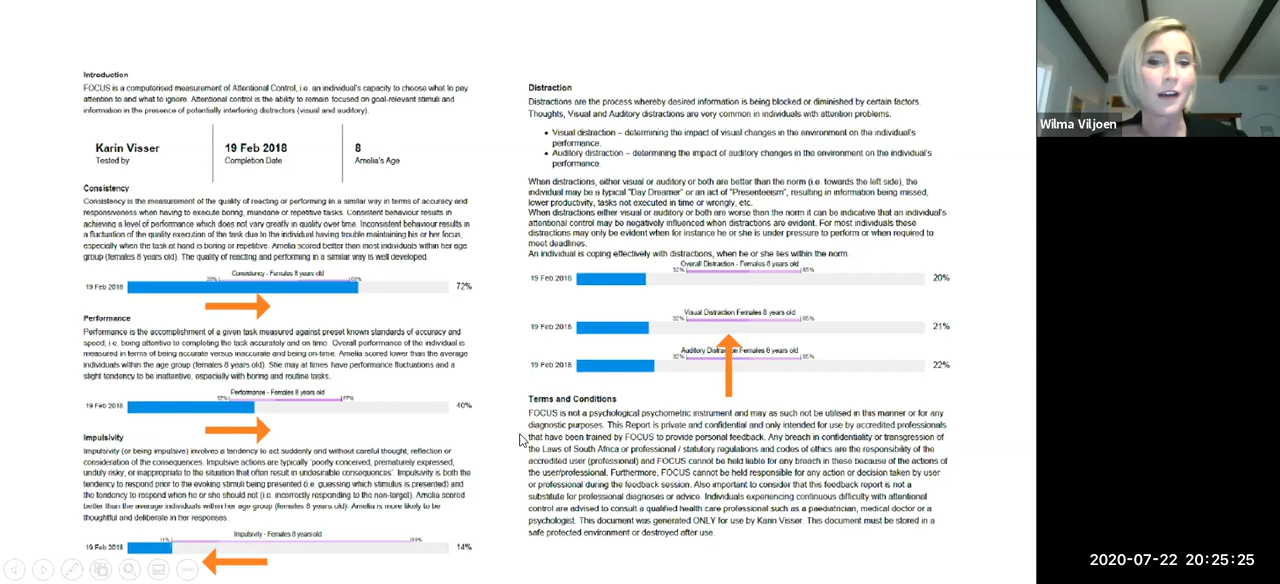 Introduction
FOCUS is a computerised measurement of Attentional Control, i.e. an individual's capacity to choose what to pay
attention to and what to ignore. Attentional control is the ability to remain focused on goal-relevant stimuli and
information in the presence of potentially interfering distractors (visual and auditory).
Karin Visser
Tested by
19 Feb 2018
Completion Date
8
Amelia's Age
Consistency
Consistency is the measurement of the quality of reacting or performing in a similar way in terms of accuracy and
responsiveness when having to execute boring, mundane or repetitive tasks. Consistent behaviour results in
achieving a level of performance which does not vary greatly in quality over time. Inconsistent behaviour results in
a fluctuation of the quality execution of the task due to the individual having trouble maintaining his or her focus,
especially when the task at hand is boring or repetitive. Amelia scored better than most individuals within her age
group (females 8 years old). The quality of reacting and performing in a similar way is well developed.
Consistency - Females 8 years old
19 Feb 2018
72%
Performance
Performance is the accomplishment of a given task measured against preset known standards of accuracy and
speed, i.e. being attentive to completing the task accurately and on time. Overall performance of the individual is
measured in terms of being accurate versus inaccurate and being on-time. Amelia scored lower than the average
individuals within the age group (females 8 years old). She may at times have performance fluctuations and a
slight tendency to be inattentive, especially with boring and routine tasks.
Performance - Females 8 years old
19 Feb 2018
40%
Impulsivity
Impulsivity (or being impulsive) involves a tendency to act suddenly and without careful thought, reflection or
consideration of the consequences. Impulsive actions are typically 'poorly conceived, prematurely expressed,
unduly risky, or inappropriate to the situation that often result in undesirable consequences'. Impulsivity is both the
tendency to respond prior to the evoking stimuli being presented (i.e. guessing which stimulus is presented) and
the tendency to respond when he or she should not (i.e. incorrectly responding to the non-target). Amelia scored
better than the average individuals within her age group (females 8 years old). Amelia is more likely to be
thoughtful and deliberate in her responses.
Impulsivity - Females 8 years old
19 Feb 2018
14%
Distraction
Distractions are the process whereby desired information is being blocked or diminished by certain factors.
Thoughts, Visual and Auditory distractions are very common in individuals with attention problems.
• Visual distraction – determining the impact of visual changes in the environment on the individual's
performance.
• Auditory distraction – determining the impact of auditory changes in the environment on the individual's
performance.
When distractions, either visual or auditory or both are better than the norm (i.e. towards the left side), the
individual may be a typical "Day Dreamer" or an act of "Presenteeism", resulting in information being missed,
lower productivity, tasks not executed in time or wrongly, etc.
When distractions either visual or auditory or both are worse than the norm it can be indicative that an individual's
attentional control may be negatively influenced when distractions are evident. For most individuals these
distractions may only be evident when for instance he or she is under pressure to perform or when required to
meet deadlines.
An individual is coping effectively with distractions, when he or she lies within the norm.
Overall Distraction - Females 8 years old
32% 65%
19 Feb 2018
20%
Visual Distraction Females 8 years old
32% 65%
19 Feb 2018
21%
Auditory Females 8 years old
32% 65%
19 Feb 2018
22%
Terms and Conditions
FOCUS is not a psychological psychometric instrument and may as such not be utilised in this manner or for any
diagnostic purposes. This Report is private and confidential and only intended for use by accredited professionals
that have been trained by FOCUS to provide personal feedback. Any breach in confidentiality or transgression of
the Laws of South Africa or professional / statutory regulations and codes of ethics are the responsibility of the
accredited user (professional) and FOCUS cannot be held liable for any breach in these because of the actions of
the user/professional. Furthermore, FOCUS cannot be held responsible for any action or decision taken by user
or professional during the feedback session. Also important to consider that this feedback report is not a
substitute for professional diagnoses or advice. Individuals experiencing continuous difficulty with attentional
control are advised to consult a qualified health care professional such as a paediatrician, medical doctor or a
psychologist. This document was generated ONLY for use by Karin Visser. This document must be stored in a
safe protected environment or destroyed after use.
Wilma Viljoen
2020-07-22 20:25:25